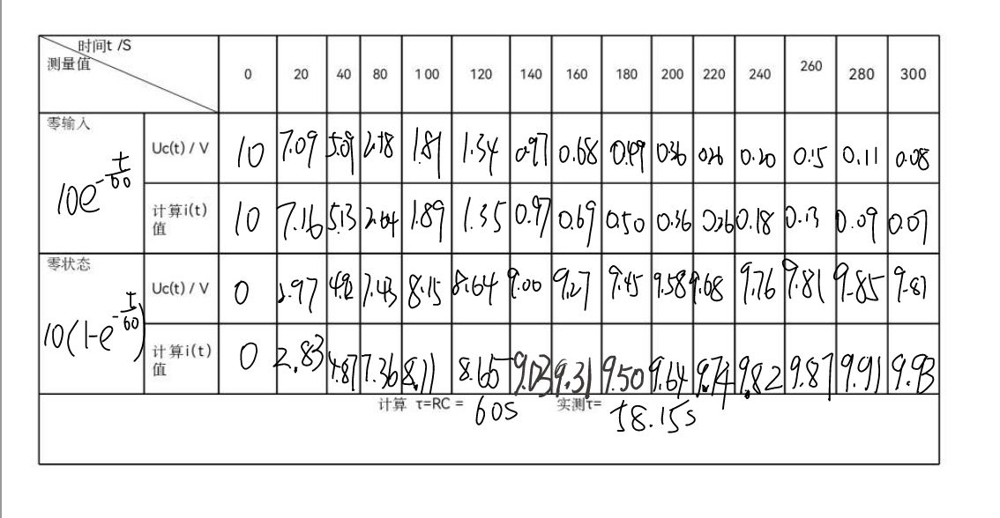 时间t /S
测量值
0 20 40 80 100 120 140 160 180 200 220 240 260 280 300
零输入
10e^-t/60
Uc(t) / V 10 7.09 5.09 2.78 1.81 1.34 0.97 0.68 0.49 0.36 0.26 0.20 0.15 0.11 0.08
计算i(t)值 10 7.16 5.13 2.64 1.89 1.35 0.97 0.69 0.50 0.36 0.26 0.18 0.13 0.09 0.07
零状态
10(1-e^-t/60)
Uc(t) / V 0 2.97 4.92 7.43 8.15 8.64 9.00 9.27 9.45 9.58 9.68 9.76 9.81 9.85 9.87
计算i(t)值 0 2.83 4.87 7.36 8.11 8.65 9.03 9.31 9.50 9.64 9.74 9.82 9.87 9.91 9.93
计算 τ=RC = 60s 实测τ= 58.15s